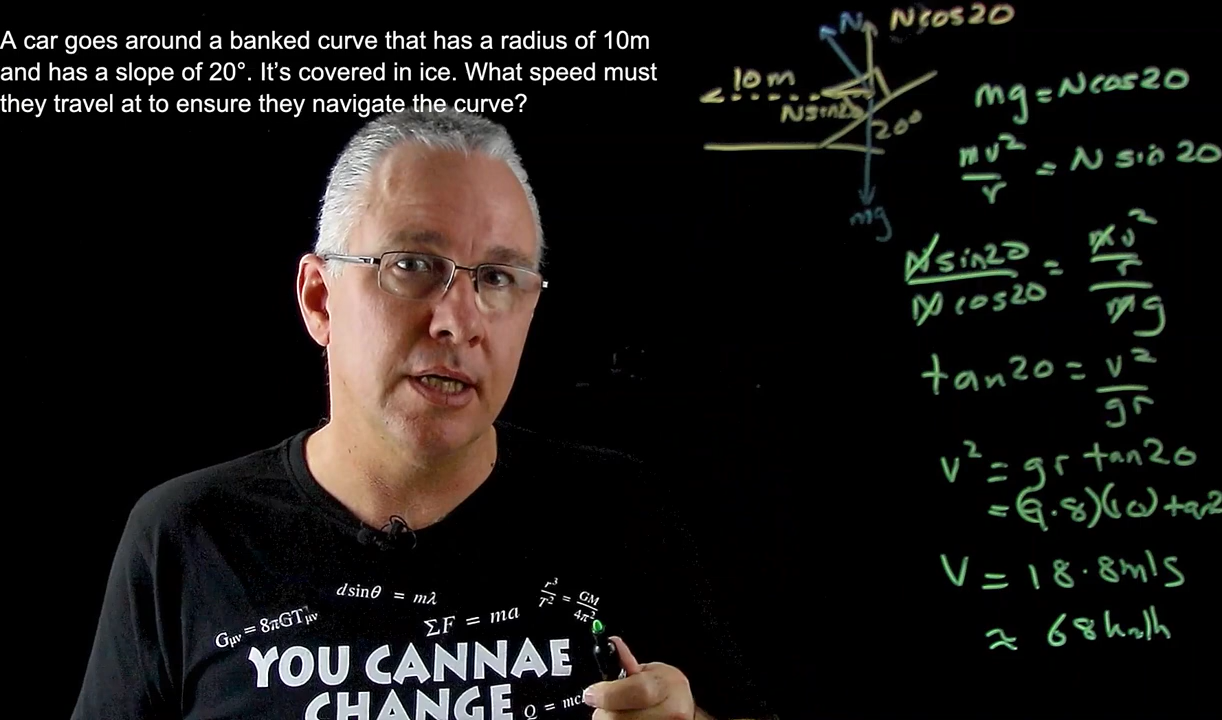 A car goes around a banked curve that has a radius of 10m
and has a slope of 20°. It’s covered in ice. What speed must
they travel at to ensure they navigate the curve?
N Ncos20
10m
Nsin20
20°
mg
mg = Ncos20
mv²/r = N sin 20
Nsin20/Ncos20 = (mv²/r)/mg
tan20 = v²/gr
v² = gr tan20
= (9.8)(10)tan2
V = 18.8m/s
≈ 68km/h
dsinθ = mλ
r³/T² = GM/4π²
Gμν = 8πGTμν
ΣF = ma
YOU CANNAE
CHANGE
Q = mc